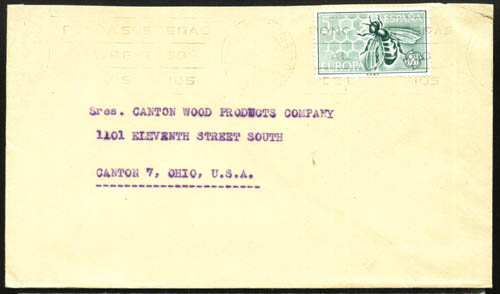 ESPAÑA
EUROPA
Sres. CANTON WOOD PRODUCTS COMPANY
1101 ELEVENTH STREET SOUTH
CANTON 7, OHIO, U.S.A.